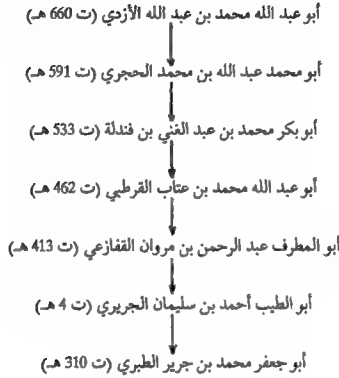 أبو عبد الله محمد بن عبد الله الأزدي (ت 660 هـ)
أبو محمد عبد الله بن محمد الحجري (ت 591 هـ)
أبو بكر محمد بن عبد الغني بن فندلة (ت 533 هـ)
أبو عبد الله محمد بن عتاب القرطبي (ت 462 هـ)
أبو المطرف عبد الرحمن بن مروان القنازعي (ت 413 هـ)
أبو الطيب أحمد بن سليمان الجريري (ت 4 هـ)
أبو جعفر محمد بن جرير الطبري (ت 310 هـ)